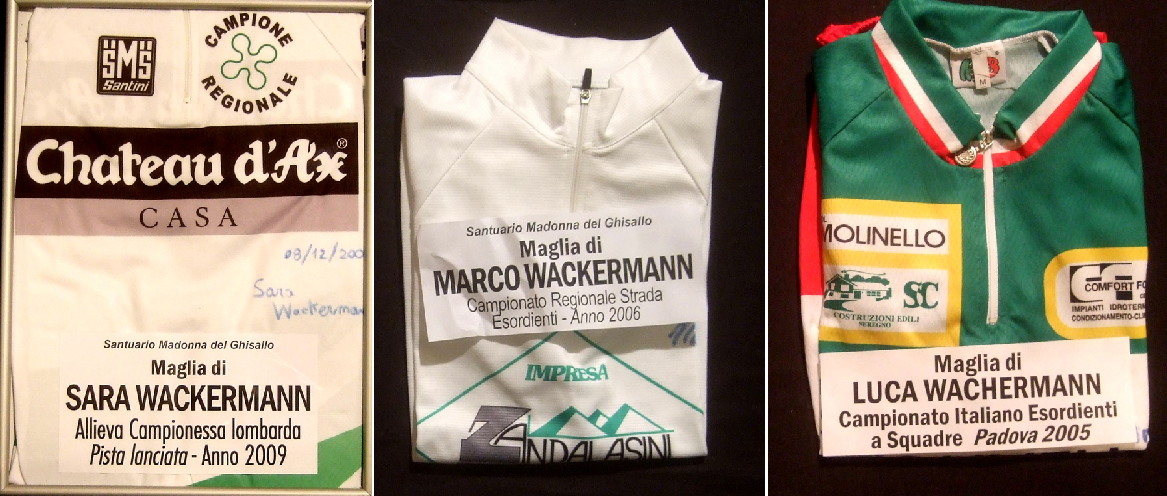 SMS
Santini
CAMPIONE
REGIONALE
Chateau d'Ax®
CASA
08/12/200
Sara
Wackerman
Santuario Madonna del Ghisallo
Maglia di
SARA WACKERMANN
Allieva Campionessa lombarda
Pista lanciata - Anno 2009
Santuario Madonna del Ghisallo
Maglia di
MARCO WACKERMANN
Campionato Regionale Strada
Esordienti - Anno 2006
IMPRESA
ZANDALASINI
M
MOLINELLO
SC
COSTRUZIONI EDILI
SEREGNO
COMFORT FO
IMPIANTI IDROTERM
CONDIZIONAMENTO-CLIM
Maglia di
LUCA WACHERMANN
Campionato Italiano Esordienti
a Squadre Padova 2005